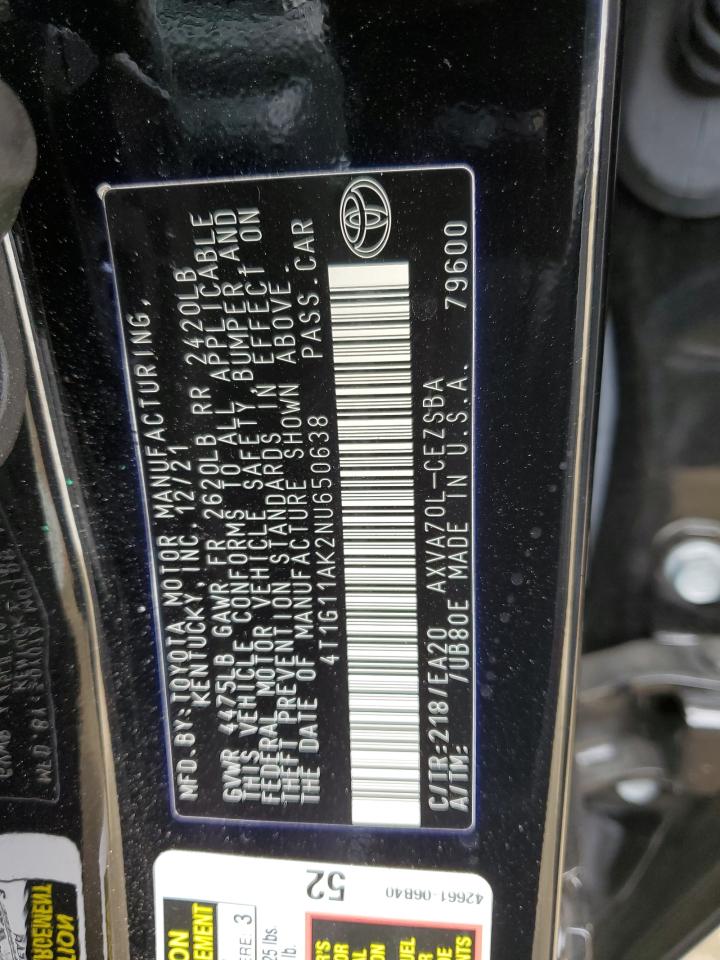 MFD. BY: TOYOTA MOTOR MANUFACTURING,
KENTUCKY, INC. 12/21
GVWR 4475LB GAWR FR 2620LB RR 2420LB
THIS VEHICLE CONFORMS TO ALL APPLICABLE
FEDERAL MOTOR VEHICLE SAFETY, BUMPER AND
THEFT PREVENTION STANDARDS IN EFFECT ON
THE DATE OF MANUFACTURE SHOWN ABOVE.
4T1G11AK2NU650638 PASS. CAR
C/TR:218/EA20 AXVA70L-CEZSBA
A/TM: /UB80E MADE IN U.S.A. 79600
52
42661-06B40